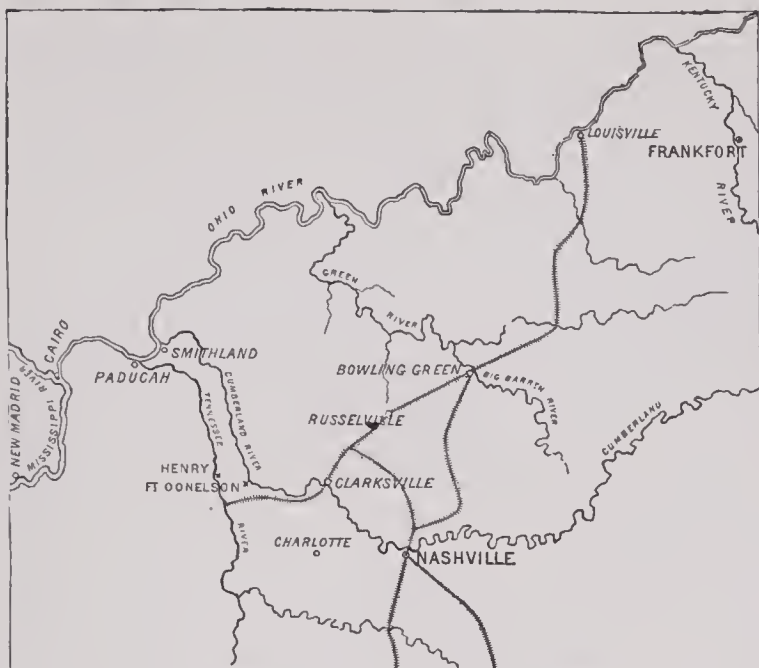 KENTUCKY
RIVER
LOUISVILLE
FRANKFORT
OHIO RIVER
GREEN
RIVER
CAIRO
SMITHLAND
PADUCAH
BOWLING GREEN
BIG BARREN RIVER
NEW MADRID
MISSISSIPPI
RIVER
TENNESSEE
RIVER
CUMBERLAND RIVER
CUMBERLAND
RUSSELVILLE
HENRY
FT DONELSON
CLARKSVILLE
CHARLOTTE
NASHVILLE